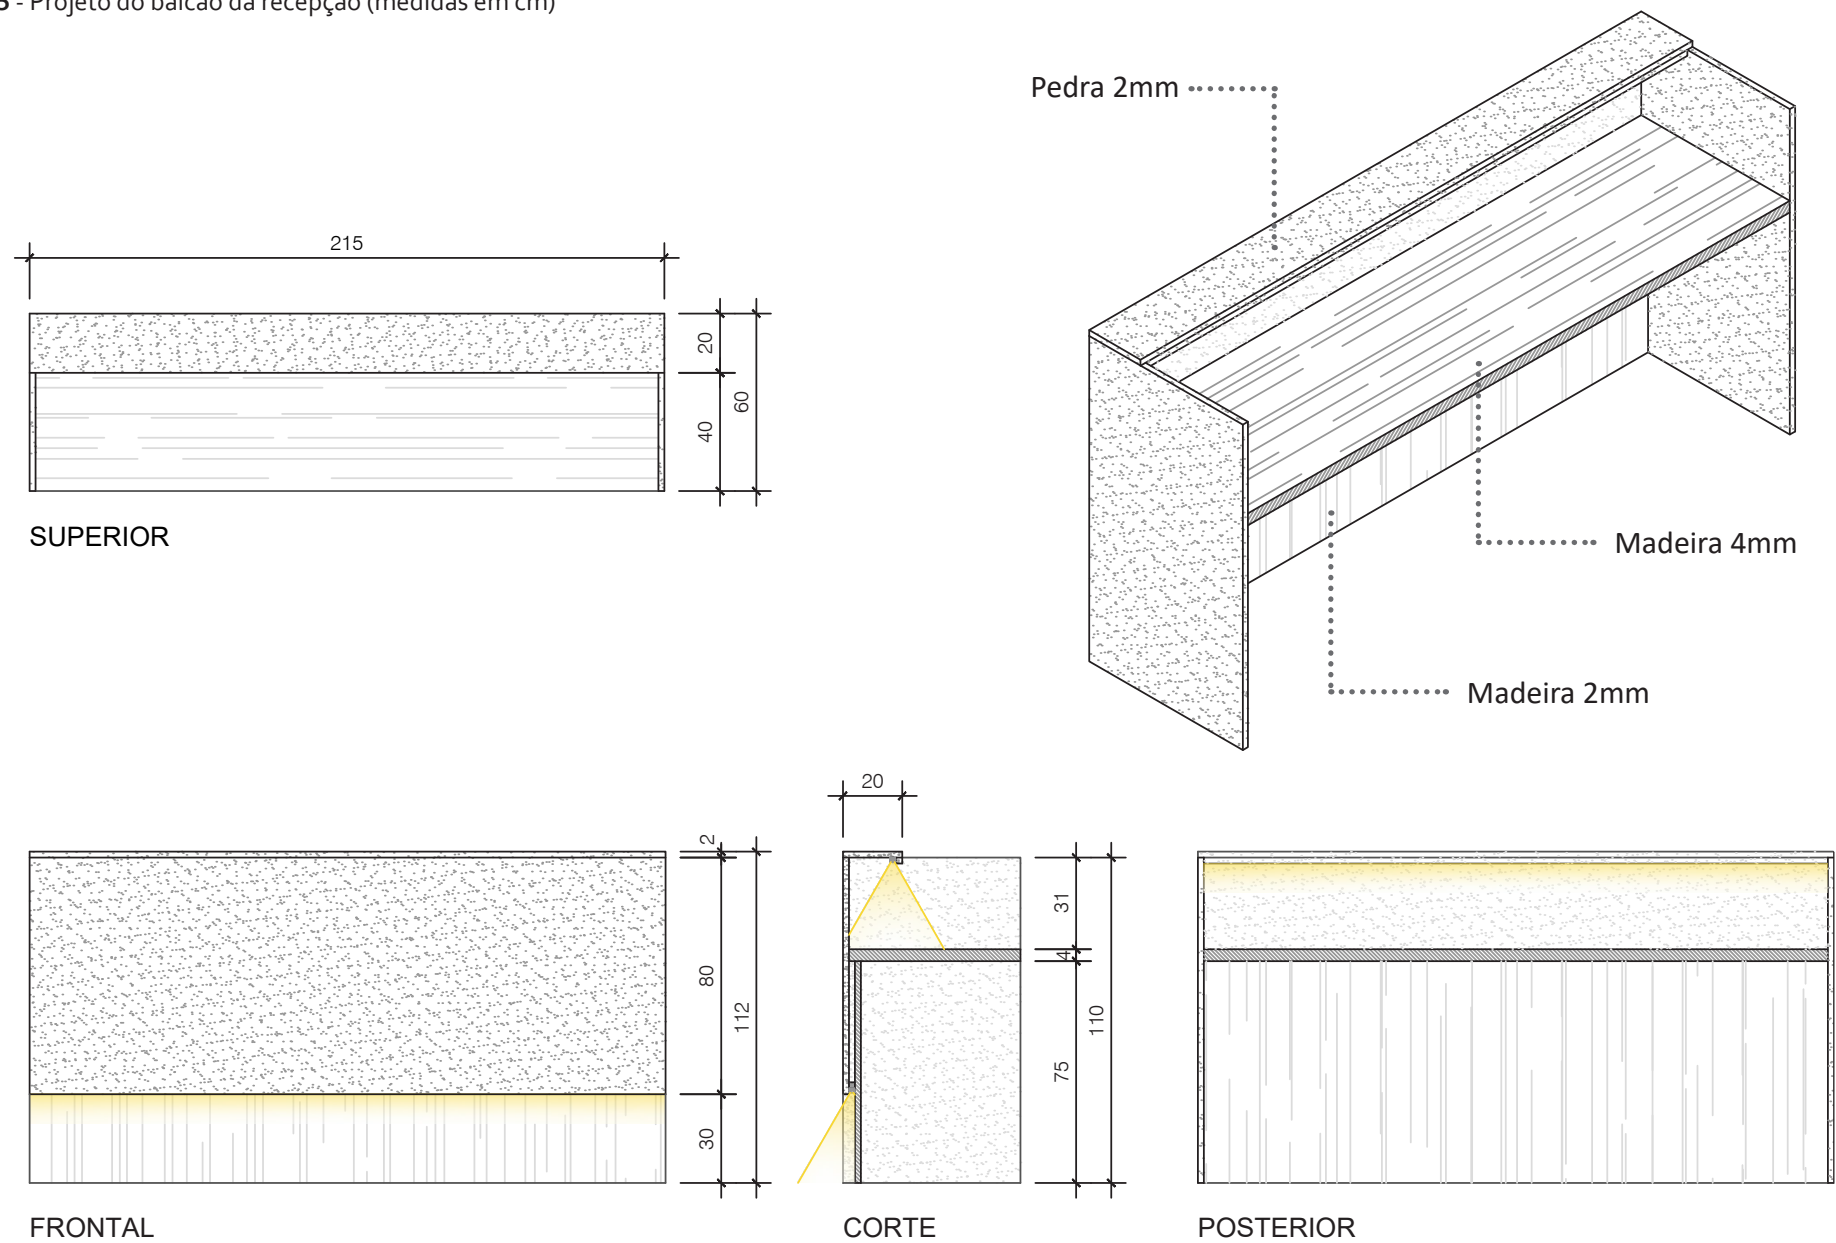 - Projeto do balcão da recepção (medidas em cm)
Pedra 2mm
Madeira 4mm
Madeira 2mm
215
20
40
60
SUPERIOR
2
80
30
112
FRONTAL
20
31
4
75
110
CORTE
POSTERIOR